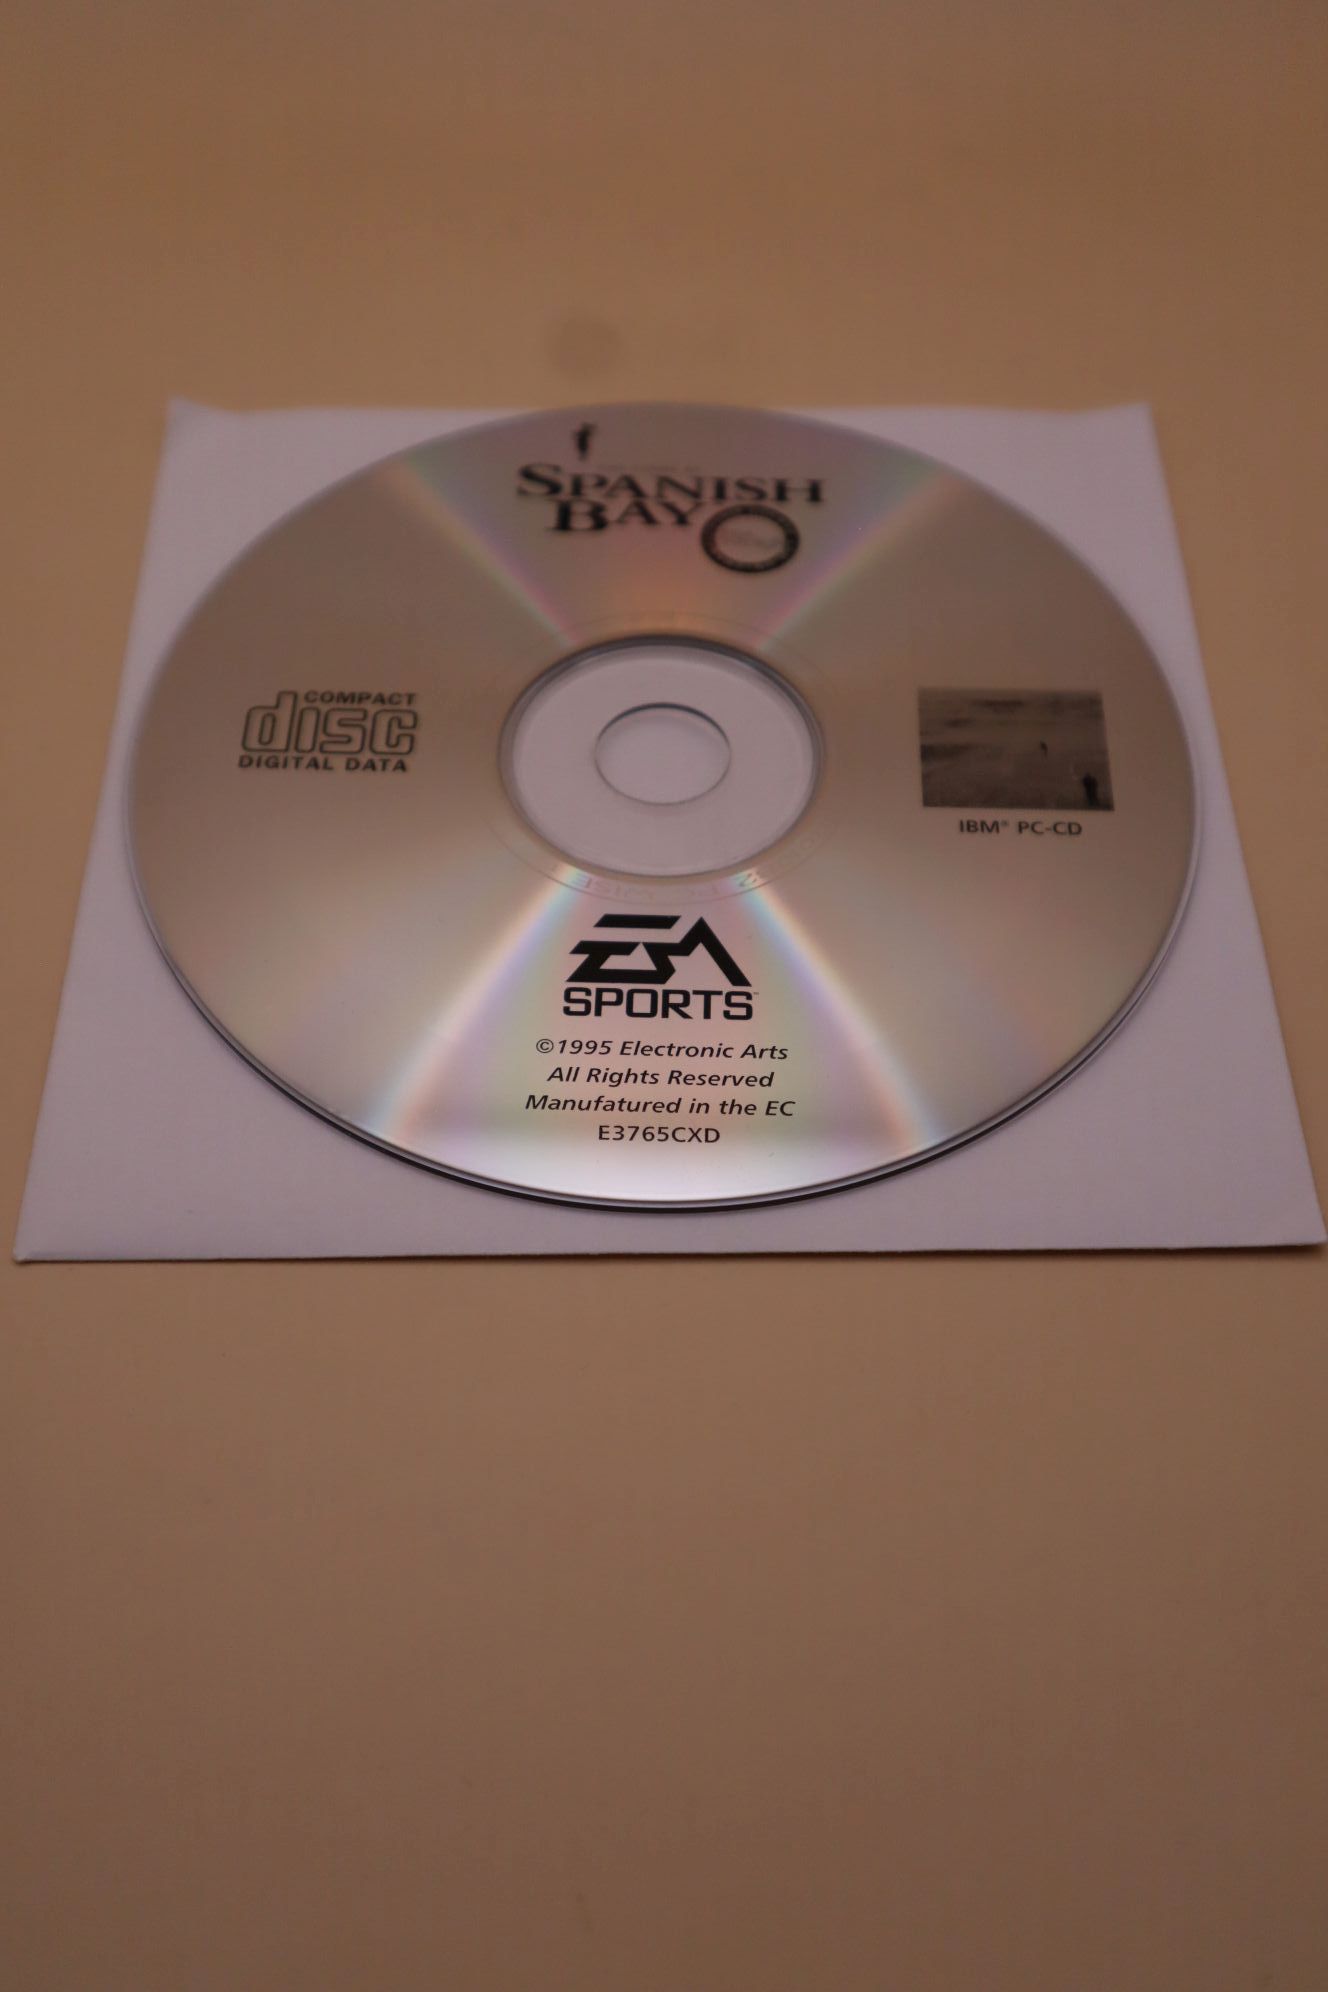 SPANISH
BAY
COMPACT
disc
DIGITAL DATA
IBM® PC-CD
EA
SPORTS™
©1995 Electronic Arts
All Rights Reserved
Manufatured in the EC
E3765CXD